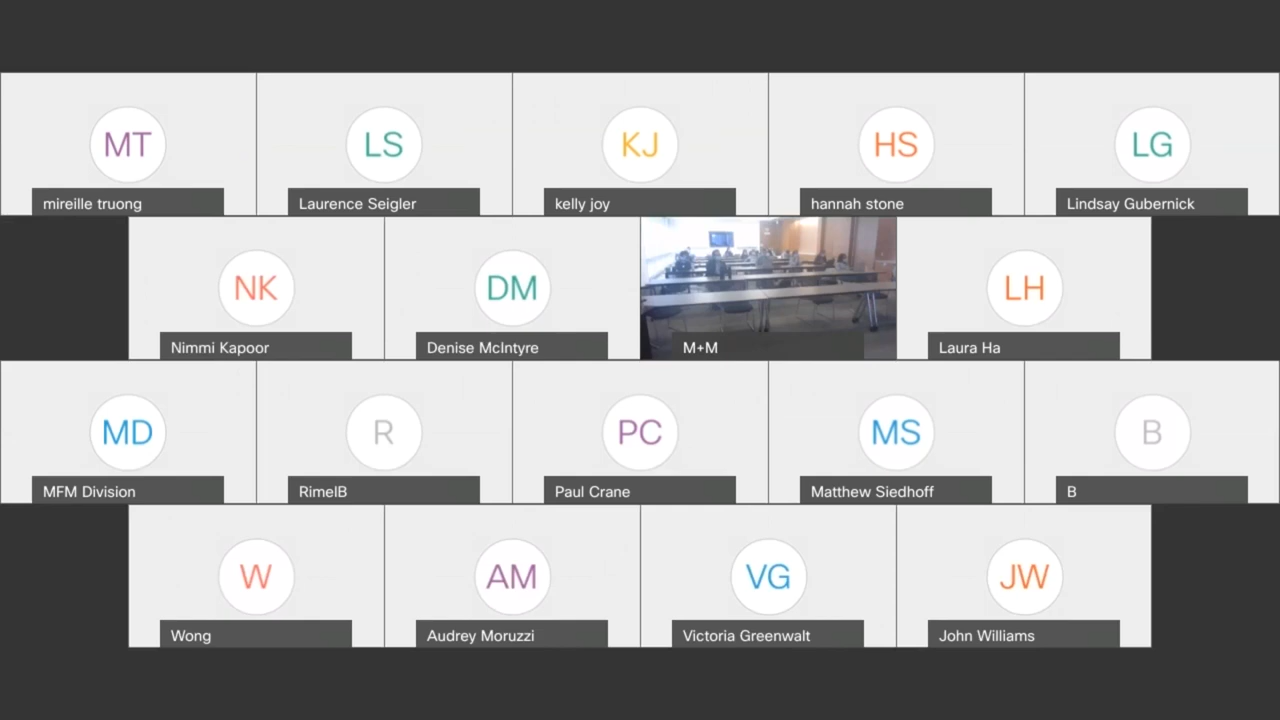 MT
LS
KJ
HS
LG
mireille truong
Laurence Seigler
kelly joy
hannah stone
Lindsay Gubernick
NK
DM
LH
Nimmi Kapoor
Denise McIntyre
M+M
Laura Ha
MD
R
PC
MS
B
MFM Division
RimelB
Paul Crane
Matthew Siedhoff
B
W
AM
VG
JW
Wong
Audrey Moruzzi
Victoria Greenwalt
John Williams